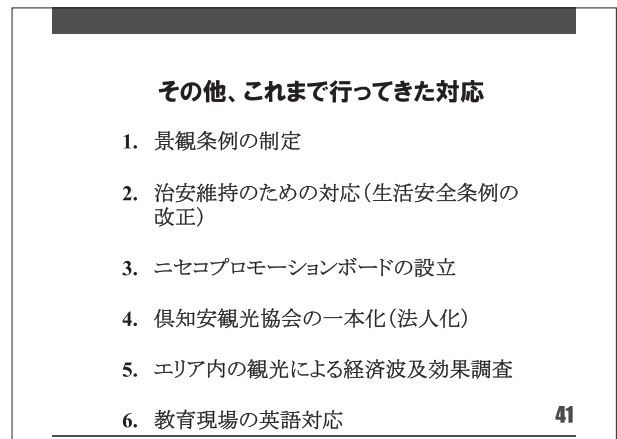 その他、これまで行ってきた対応
1. 景観条例の制定
2. 治安維持のための対応(生活安全条例の
改正)
3. ニセコプロモーションボードの設立
4. 倶知安観光協会の一本化(法人化)
5. エリア内の観光による経済波及効果調査
6. 教育現場の英語対応
41